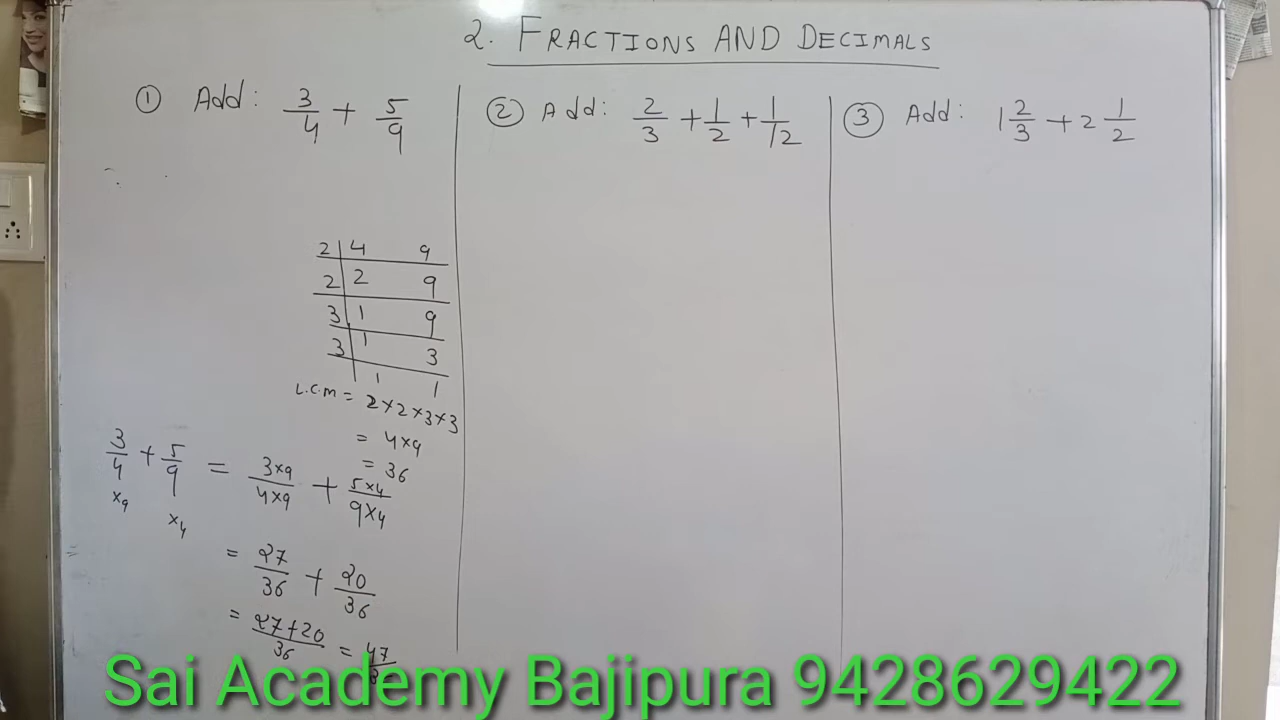 2. FRACTIONS AND DECIMALS
① Add: 3/4 + 5/9
2 | 4 9
2 | 2 9
3 | 1 9
3 | 1 3
1 1
L.C.M = 2×2×3×3
= 4×9
= 36
3/4 + 5/9 = 3×9/4×9 + 5×4/9×4
×9 ×4
= 27/36 + 20/36
= 27+20/36 = 47/3
② Add: 2/3 + 1/2 + 1/12
③ Add: 1 2/3 + 2 1/2
Sai Academy Bajipura 9428629422